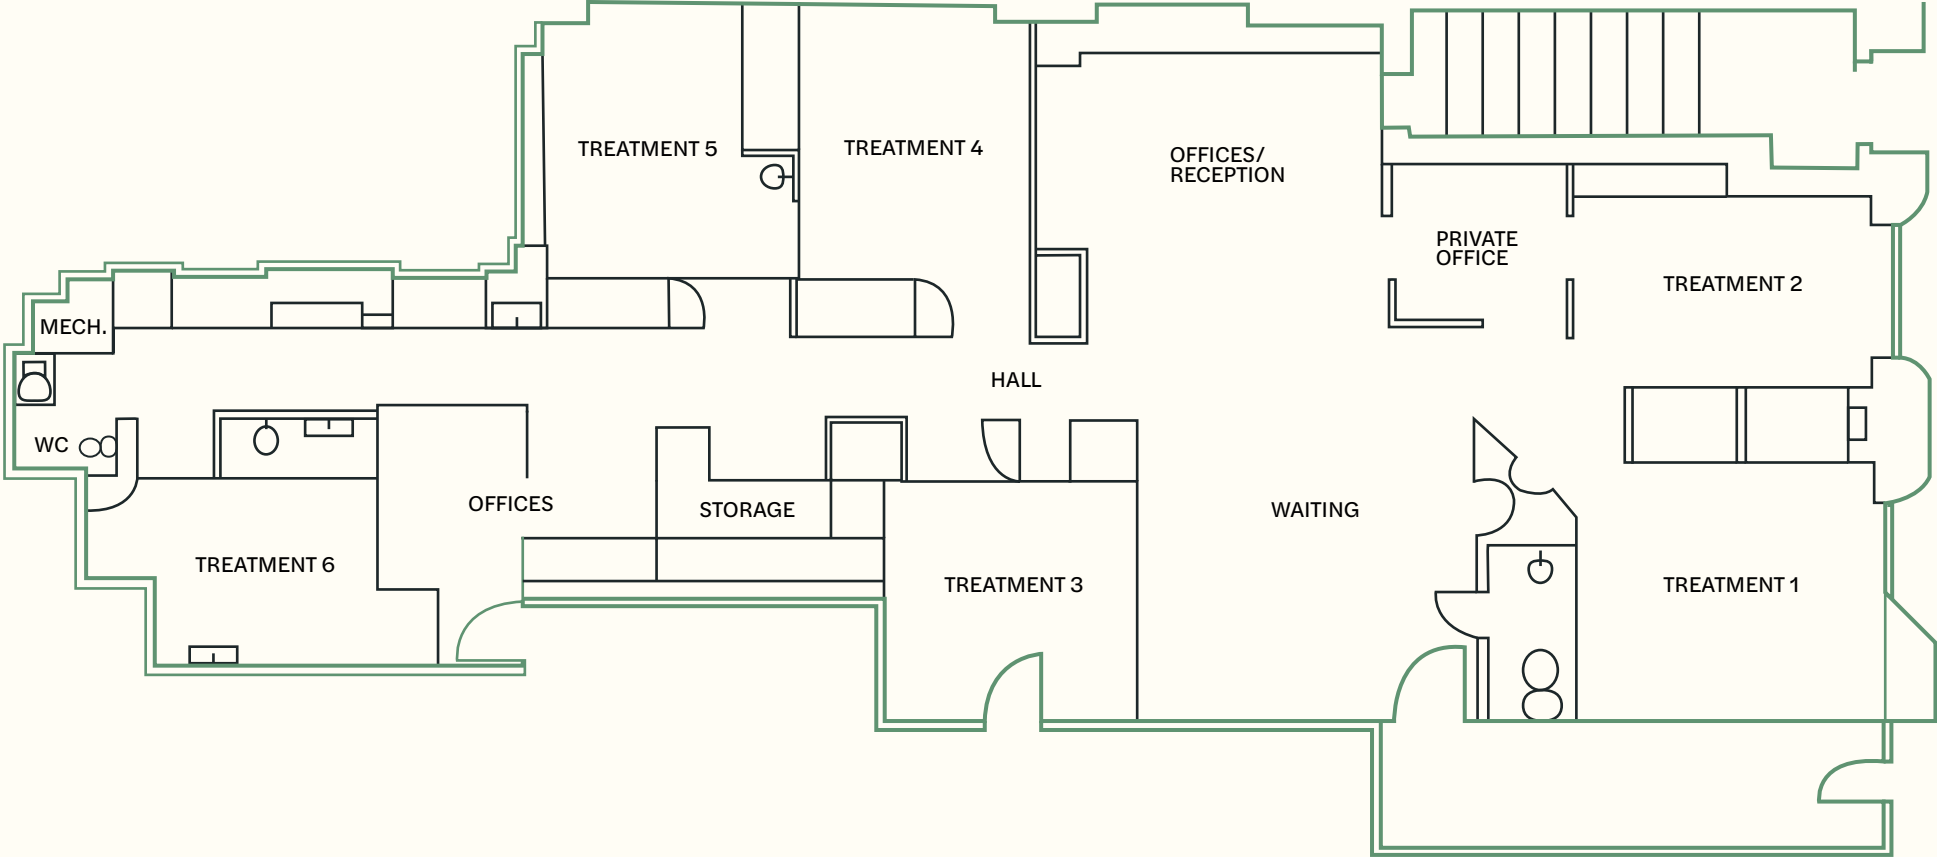 TREATMENT 5
TREATMENT 4
OFFICES/
RECEPTION
PRIVATE
OFFICE
TREATMENT 2
MECH.
HALL
WC
OFFICES
STORAGE
WAITING
TREATMENT 6
TREATMENT 3
TREATMENT 1